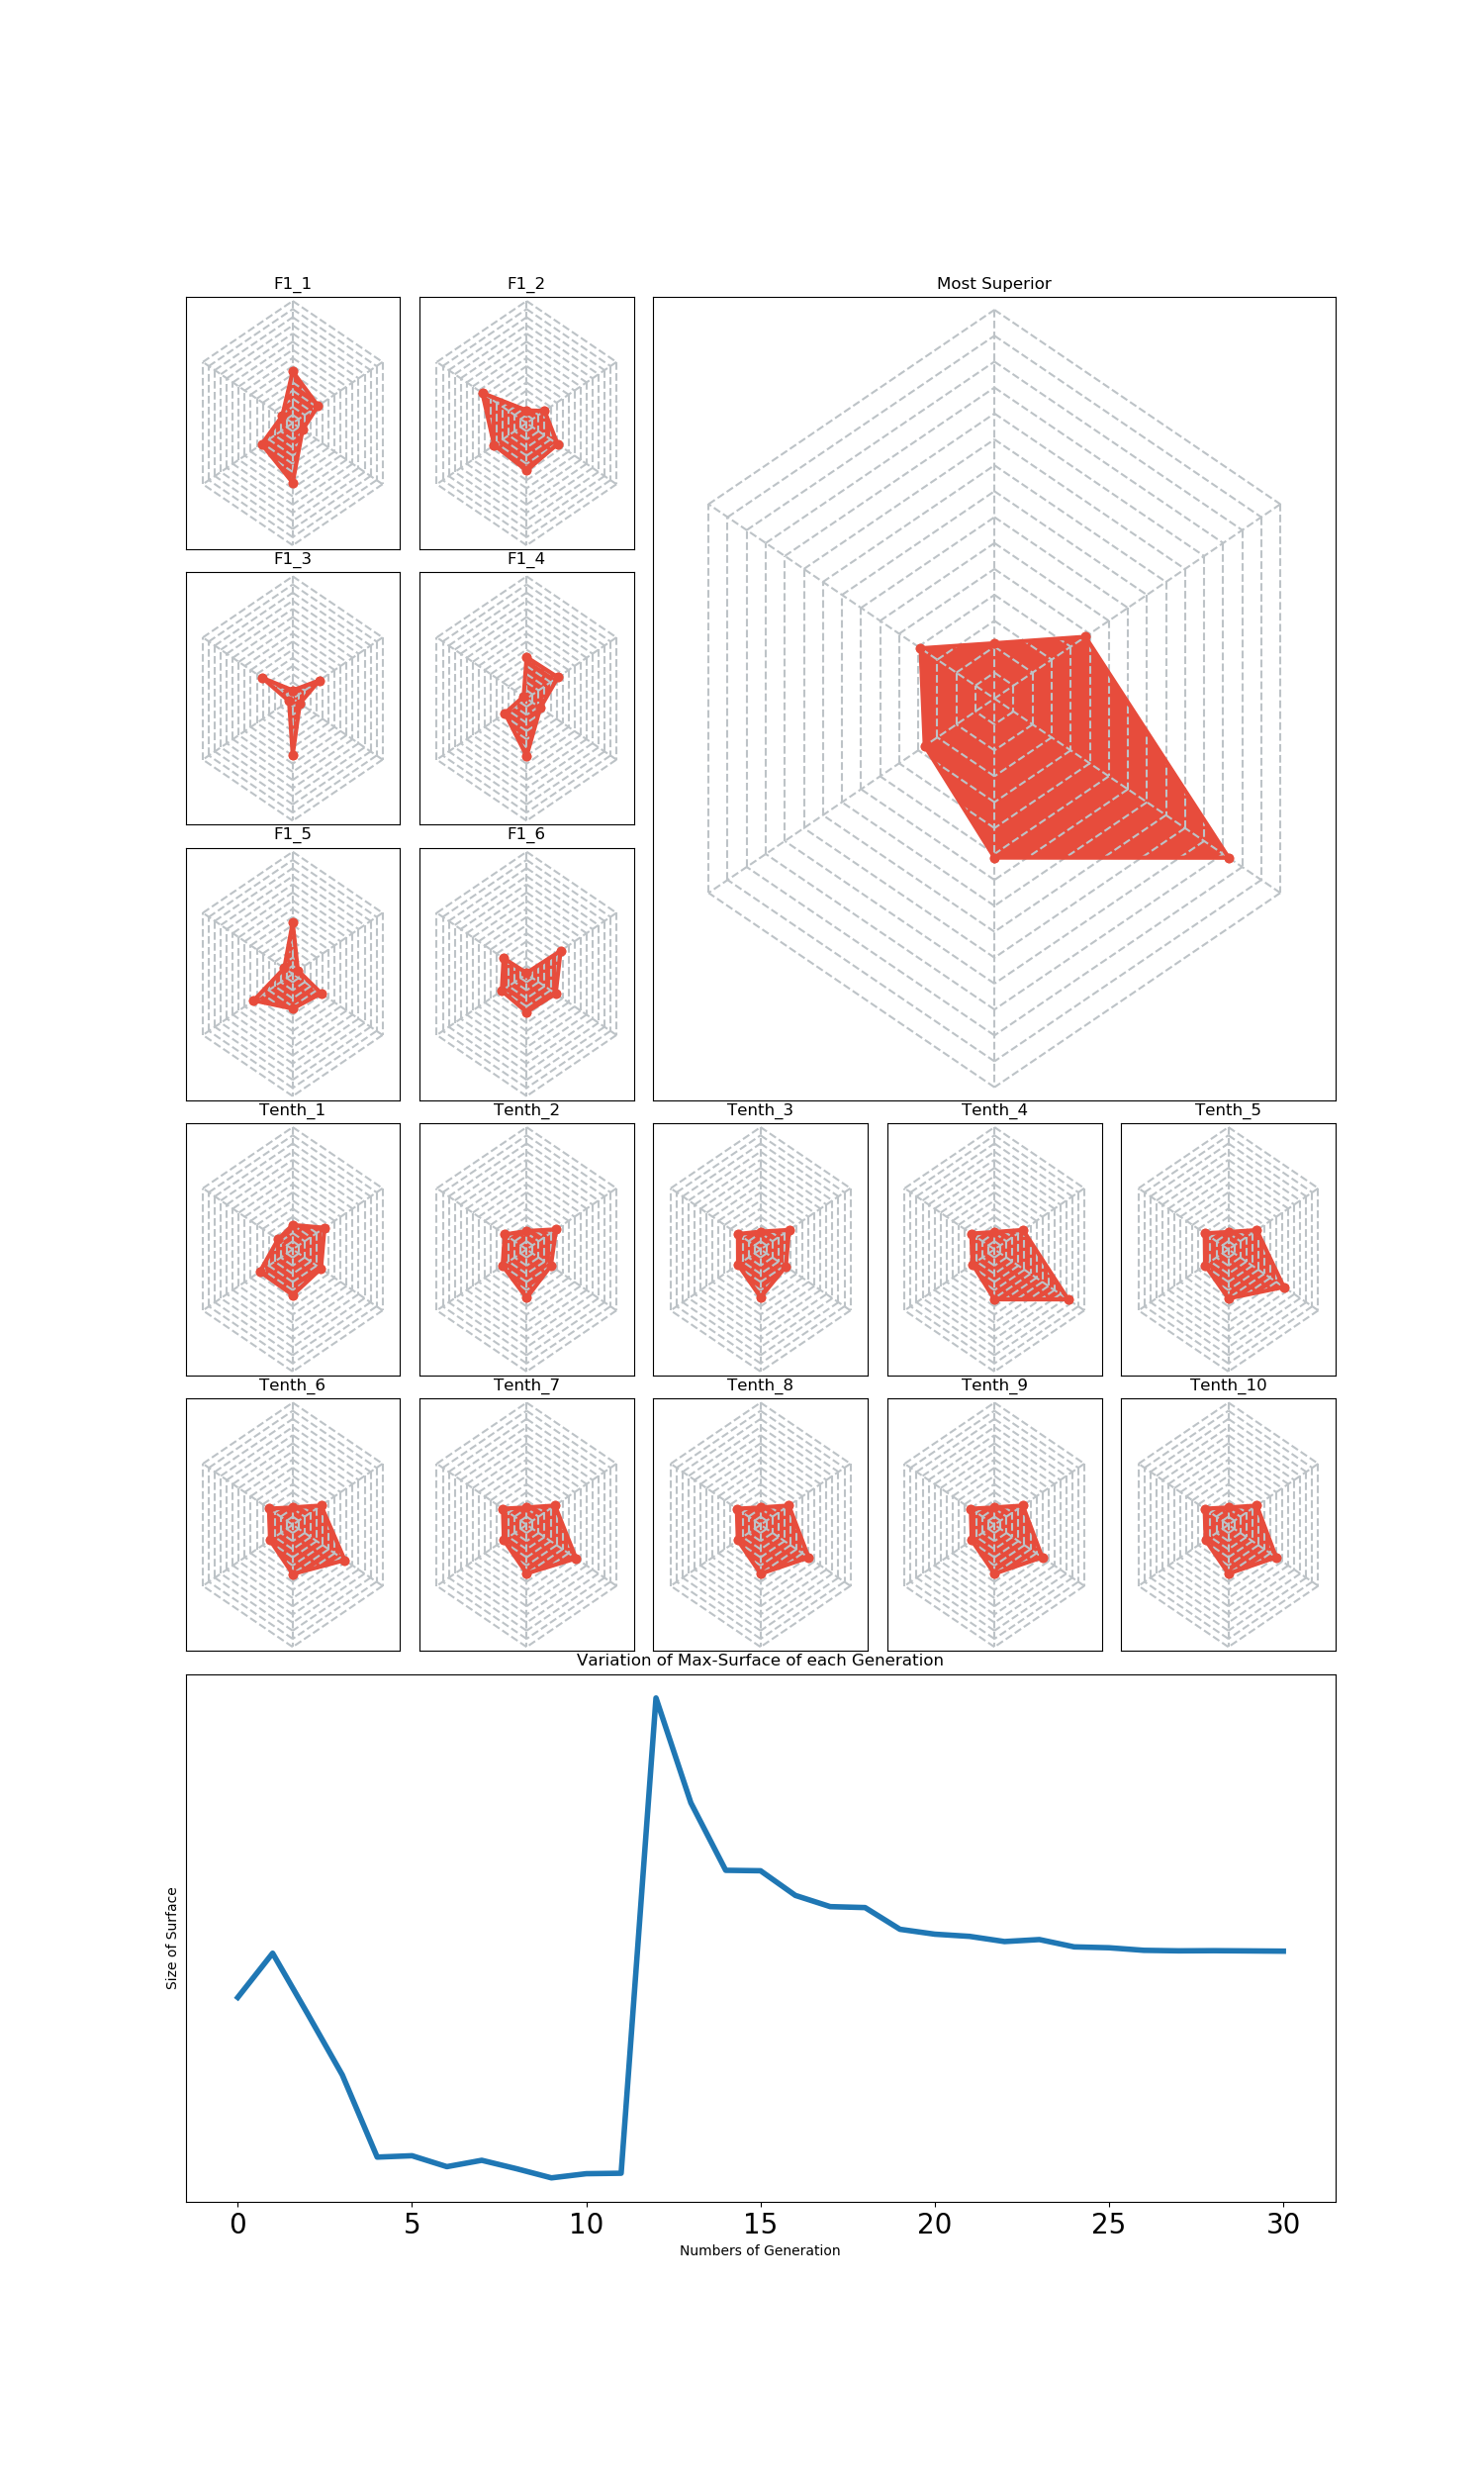 F1_1
F1_2
Most Superior
F1_3
F1_4
F1_5
F1_6
Tenth_1
Tenth_2
Tenth_3
Tenth_4
Tenth_5
Tenth_6
Tenth_7
Tenth_8
Tenth_9
Tenth_10
Variation of Max-Surface of each Generation
Size of Surface
0 5 10 15 20 25 30
Numbers of Generation